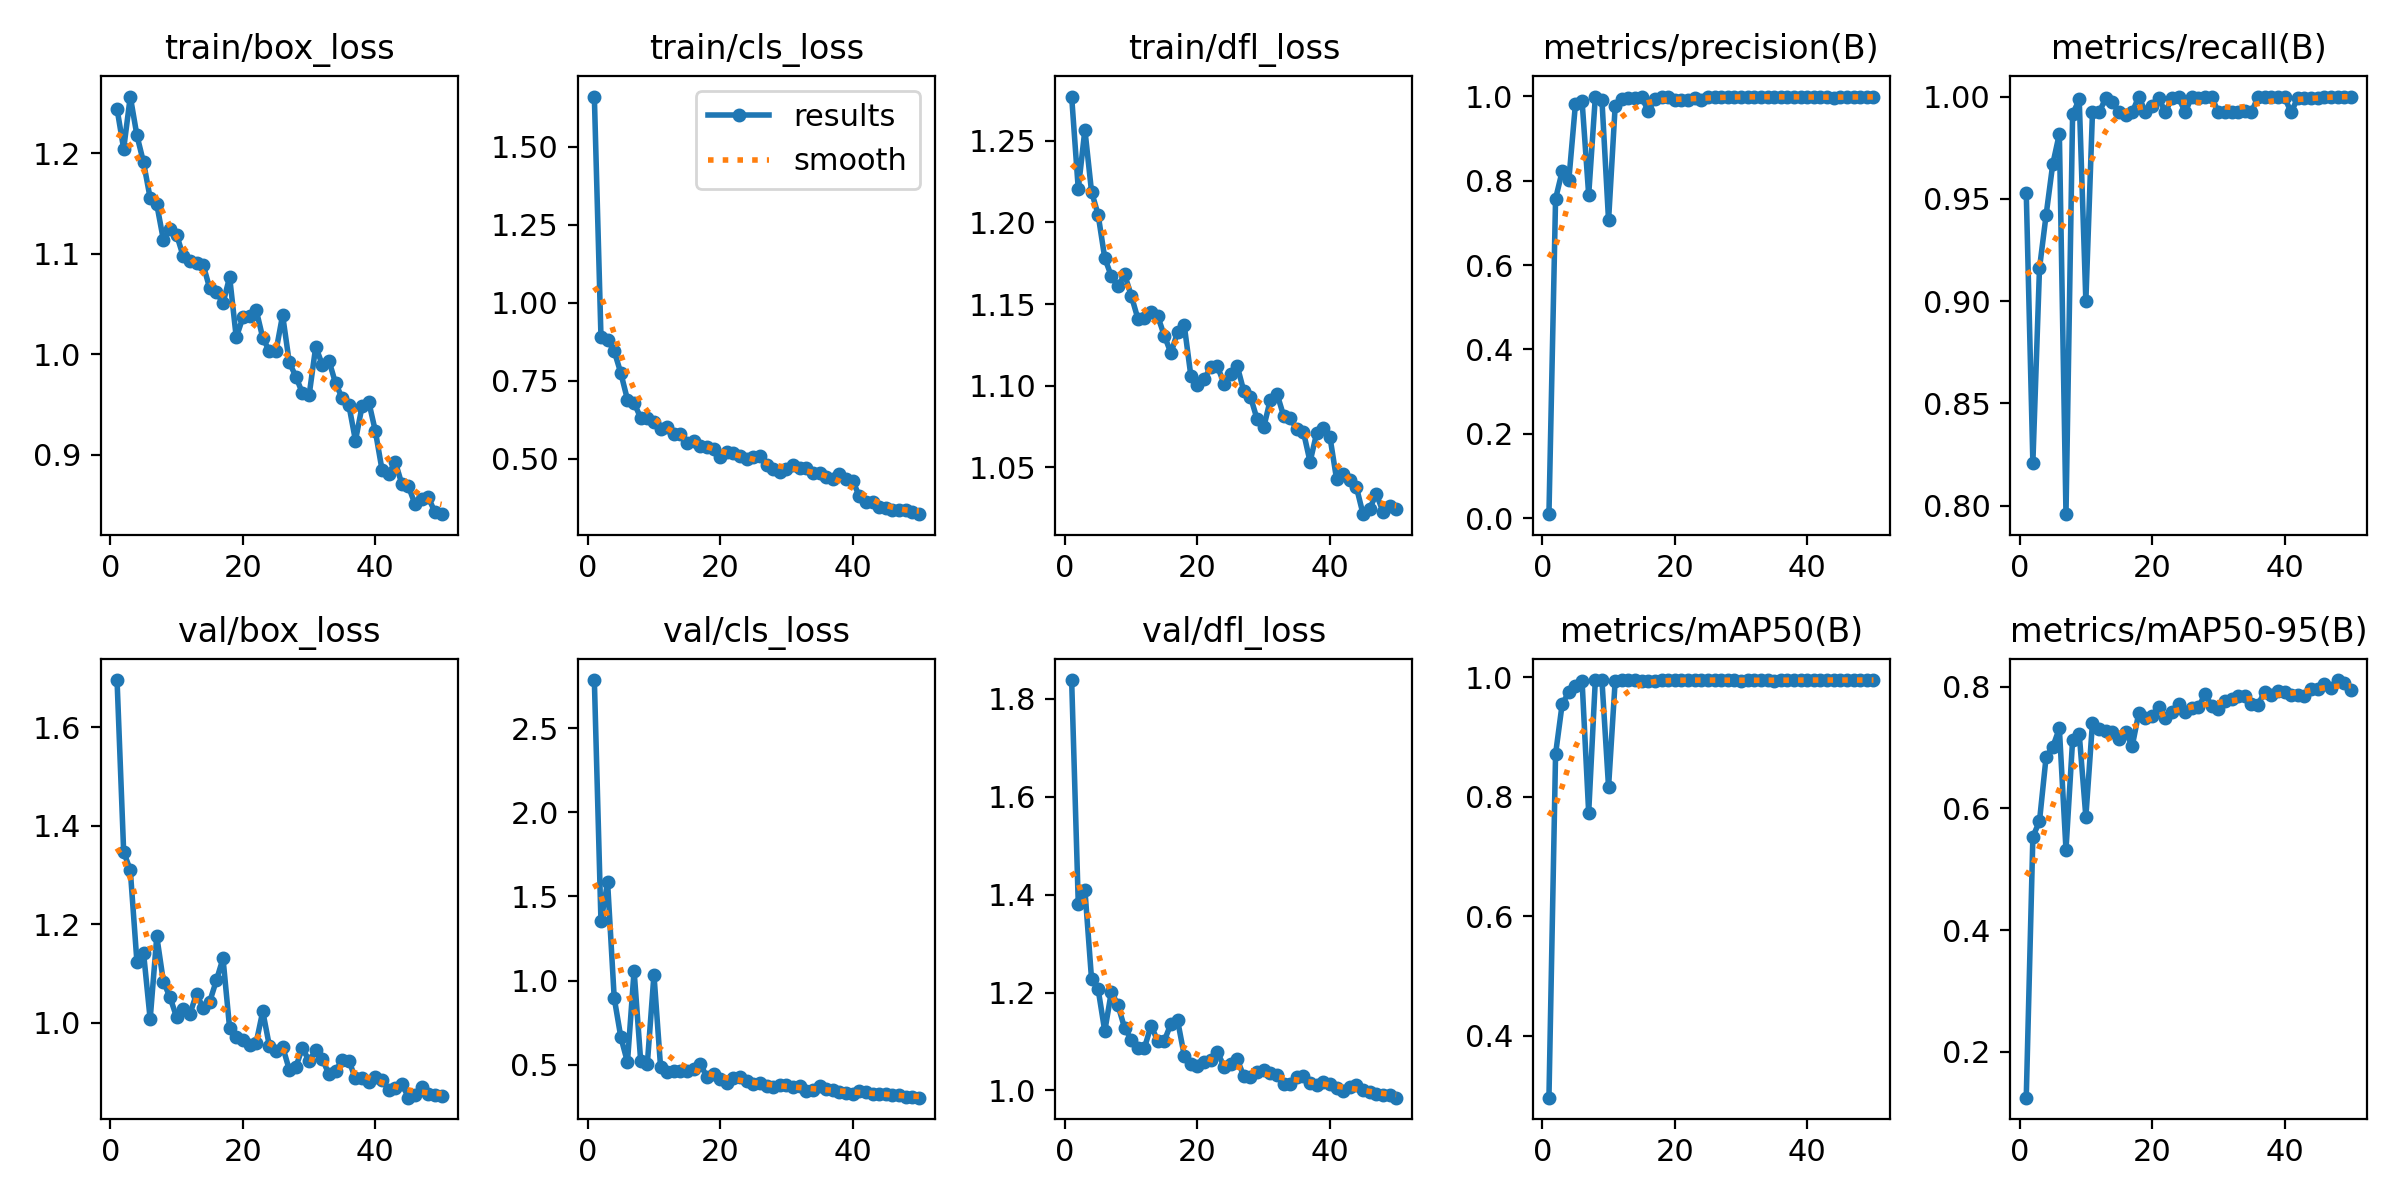 train/box_loss
train/cls_loss
train/dfl_loss
metrics/precision(B)
metrics/recall(B)
1.2
1.1
1.0
0.9
0 20 40
results
smooth
1.50
1.25
1.00
0.75
0.50
0 20 40
1.25
1.20
1.15
1.10
1.05
0 20 40
1.0
0.8
0.6
0.4
0.2
0.0
0 20 40
1.00
0.95
0.90
0.85
0.80
0 20 40
val/box_loss
val/cls_loss
val/dfl_loss
metrics/mAP50(B)
metrics/mAP50-95(B)
1.6
1.4
1.2
1.0
0 20 40
2.5
2.0
1.5
1.0
0.5
0 20 40
1.8
1.6
1.4
1.2
1.0
0 20 40
1.0
0.8
0.6
0.4
0 20 40
0.8
0.6
0.4
0.2
0 20 40